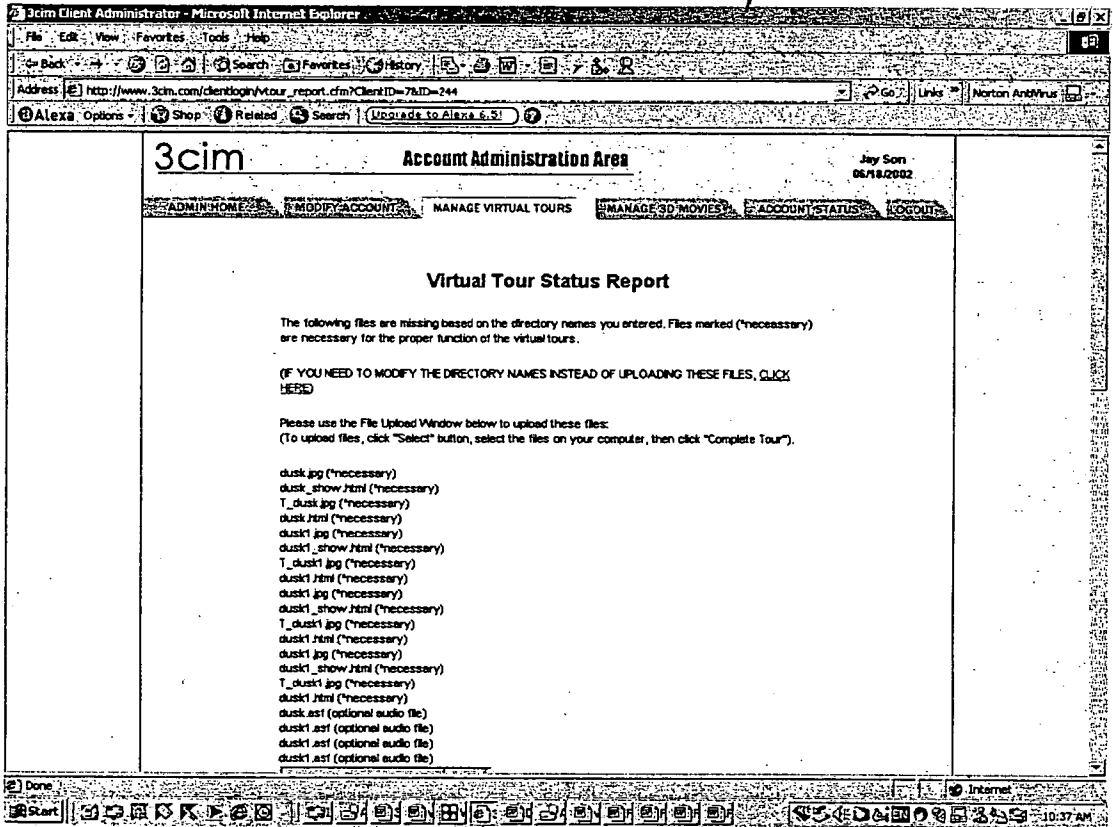 3cim Client Administrator - Microsoft Internet Explorer
File Edit View Favorites Tools Help
Back Search Favorites History
Address http://www.3cim.com/clientlogin/vtour_report.cfm?ClientID=7&ID=244 Go Links Norton AntiVirus
Alexa Options Shop Related Search Upgrade to Alexa 6.5!
3cim Account Administration Area Jay Son
06/18/2002
ADMIN HOME MODIFY ACCOUNT MANAGE VIRTUAL TOURS MANAGE 3D MOVIES ACCOUNT STATUS LOGOUT
Virtual Tour Status Report
The following files are missing based on the directory names you entered. Files marked (*neceassary)
are necessary for the proper function of the virtual tours.
(IF YOU NEED TO MODIFY THE DIRECTORY NAMES INSTEAD OF UPLOADING THESE FILES, CLICK
HERE)
Please use the File Upload Window below to upload these files:
(To upload files, click "Select" button, select the files on your computer, then click "Complete Tour").
dusk.jpg (*necessary)
dusk_show.html (*necessary)
T_dusk.jpg (*necessary)
dusk.html (*necessary)
dusk1.jpg (*necessary)
dusk1_show.html (*necessary)
T_dusk1.jpg (*necessary)
dusk1.html (*necessary)
dusk1.jpg (*necessary)
dusk1_show.html (*necessary)
T_dusk1.jpg (*necessary)
dusk1.html (*necessary)
dusk1.jpg (*necessary)
dusk1_show.html (*necessary)
T_dusk1.jpg (*necessary)
dusk1.html (*necessary)
dusk.asf (optional audio file)
dusk1.asf (optional audio file)
dusk1.asf (optional audio file)
dusk1.asf (optional audio file)
Done Internet
Start 10:37 AM